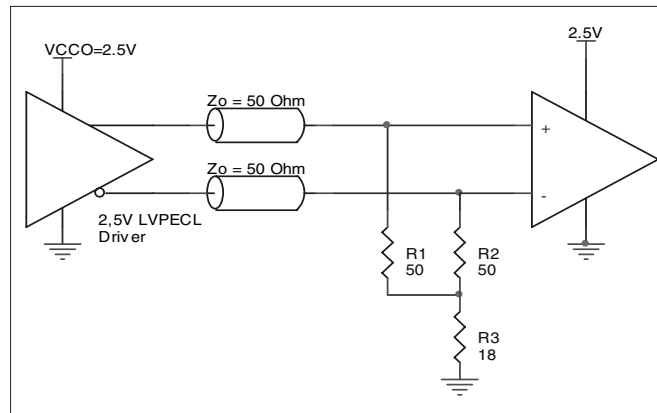 VCCO=2.5V
2.5V
Zo = 50 Ohm
+
Zo = 50 Ohm
-
2,5V LVPECL
Driver
R1
50
R2
50
R3
18